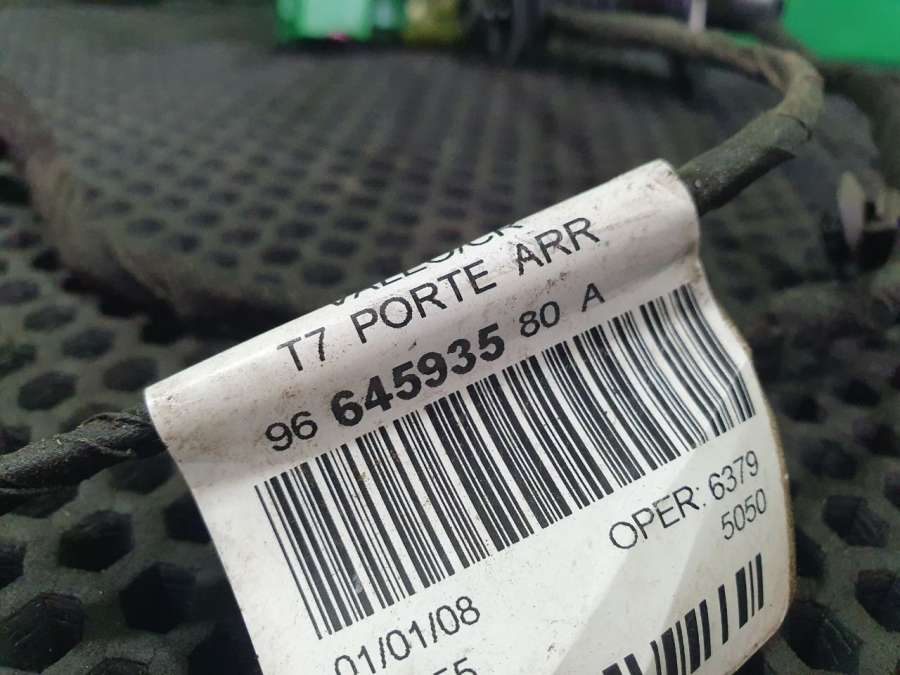 T7 PORTE ARR
96 645935 80 A
OPER: 6379
5050
01/01/08